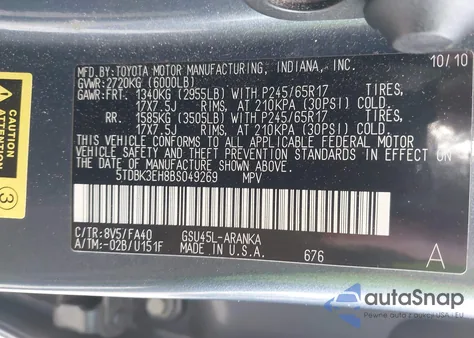 MFD. BY: TOYOTA MOTOR MANUFACTURING, INDIANA, INC. 10/10
GVWR: 2720KG (6000LB)
GAWR: FRT. 1340KG (2955LB) WITH P245/65R17 TIRES,
17X7.5J RIMS, AT 210KPA (30PSI) COLD.
RR. 1585KG (3505LB) WITH P245/65R17 TIRES,
17X7.5J RIMS, AT 210KPA (30PSI) COLD.
THIS VEHICLE CONFORMS TO ALL APPLICABLE FEDERAL MOTOR
VEHICLE SAFETY STANDARDS IN EFFECT ON THE DATE OF
MANUFACTURE SHOWN ABOVE.
5TDBK3EH8BS049269 MPV
C/TR: 8V5/FA40 GSU45L-ARANKA
A/TM: -02B/U151F MADE IN U.S.A. 676 A
CAUTION
ATTENTION
3
autoSnap